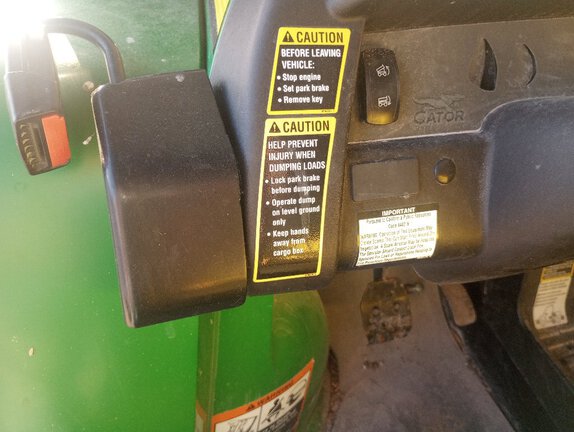 CAUTION
BEFORE LEAVING
VEHICLE:
• Stop engine
• Set park brake
• Remove key
CAUTION
HELP PREVENT
INJURY WHEN
DUMPING LOADS
• Lock park brake
before dumping
• Operate dump
on level ground
only
• Keep hands
away from
cargo box
GATOR
IMPORTANT
WARNING